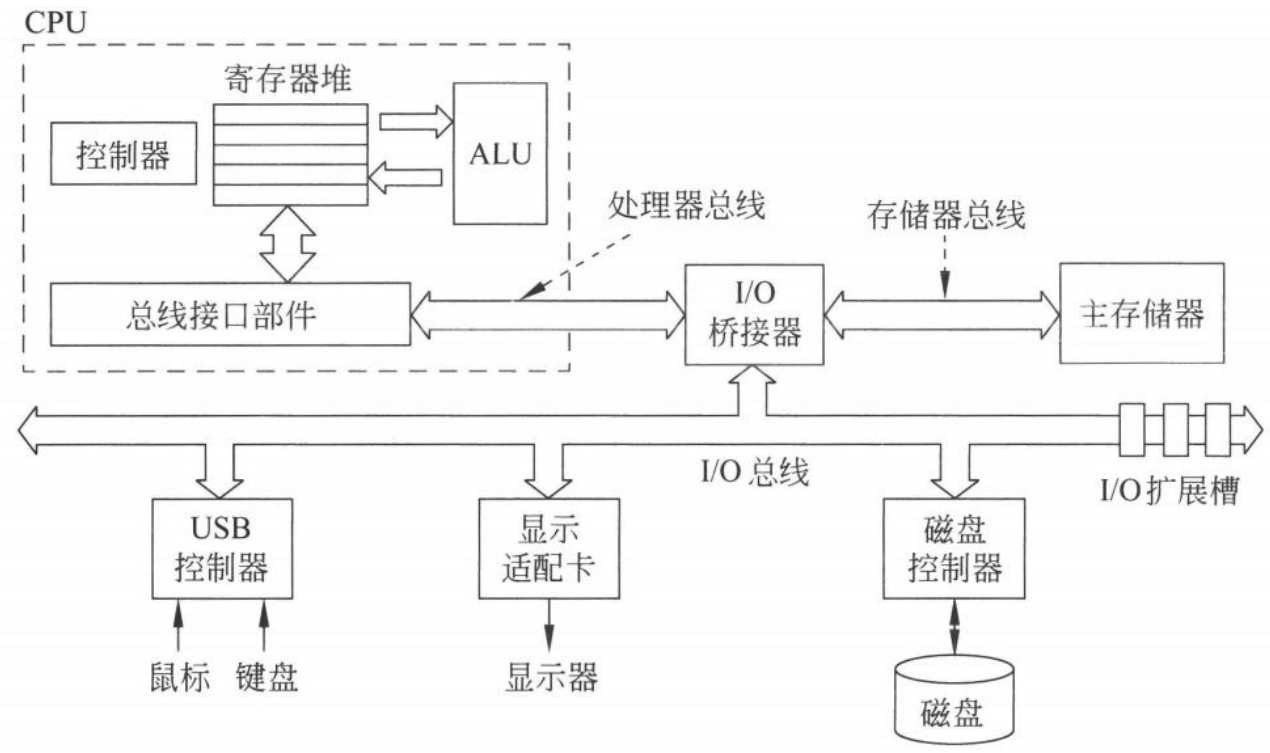 CPU
寄存器堆
控制器
ALU
处理器总线
存储器总线
总线接口部件
I/O
桥接器
主存储器
I/O 总线
I/O 扩展槽
USB
控制器
显示
适配卡
磁盘
控制器
鼠标
键盘
显示器
磁盘